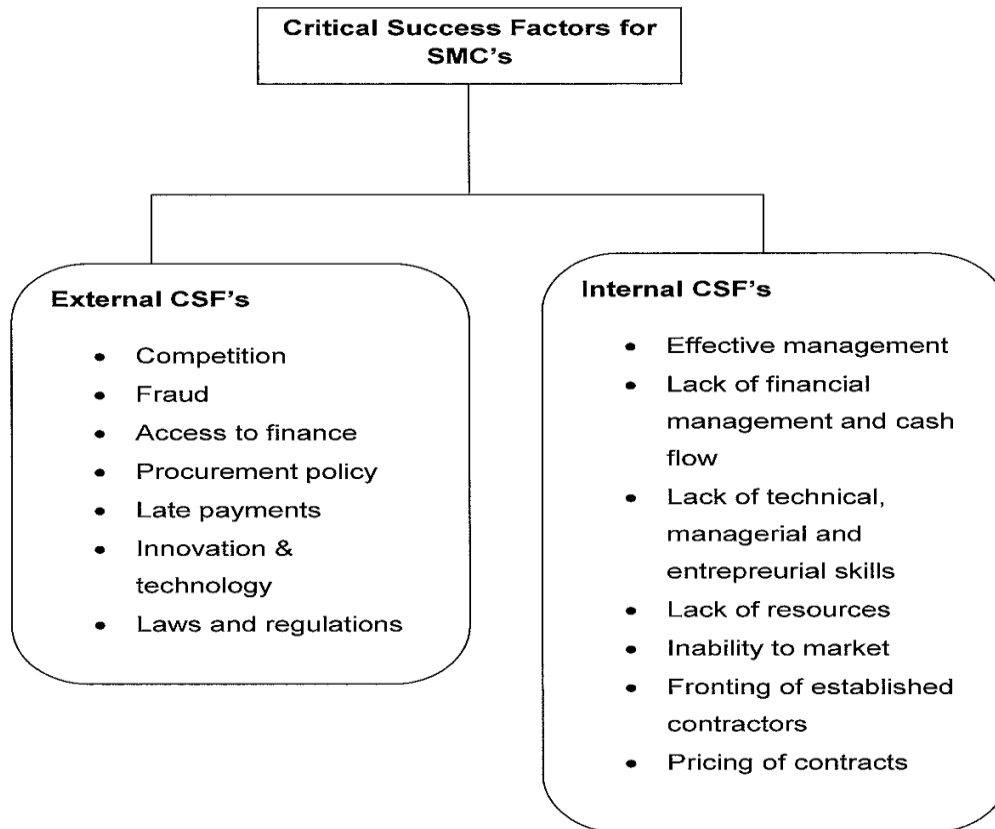 Critical Success Factors for
SMC's
External CSF's
• Competition
• Fraud
• Access to finance
• Procurement policy
• Late payments
• Innovation &
technology
• Laws and regulations
Internal CSF's
• Effective management
• Lack of financial
management and cash
flow
• Lack of technical,
managerial and
entrepreurial skills
• Lack of resources
• Inability to market
• Fronting of established
contractors
• Pricing of contracts